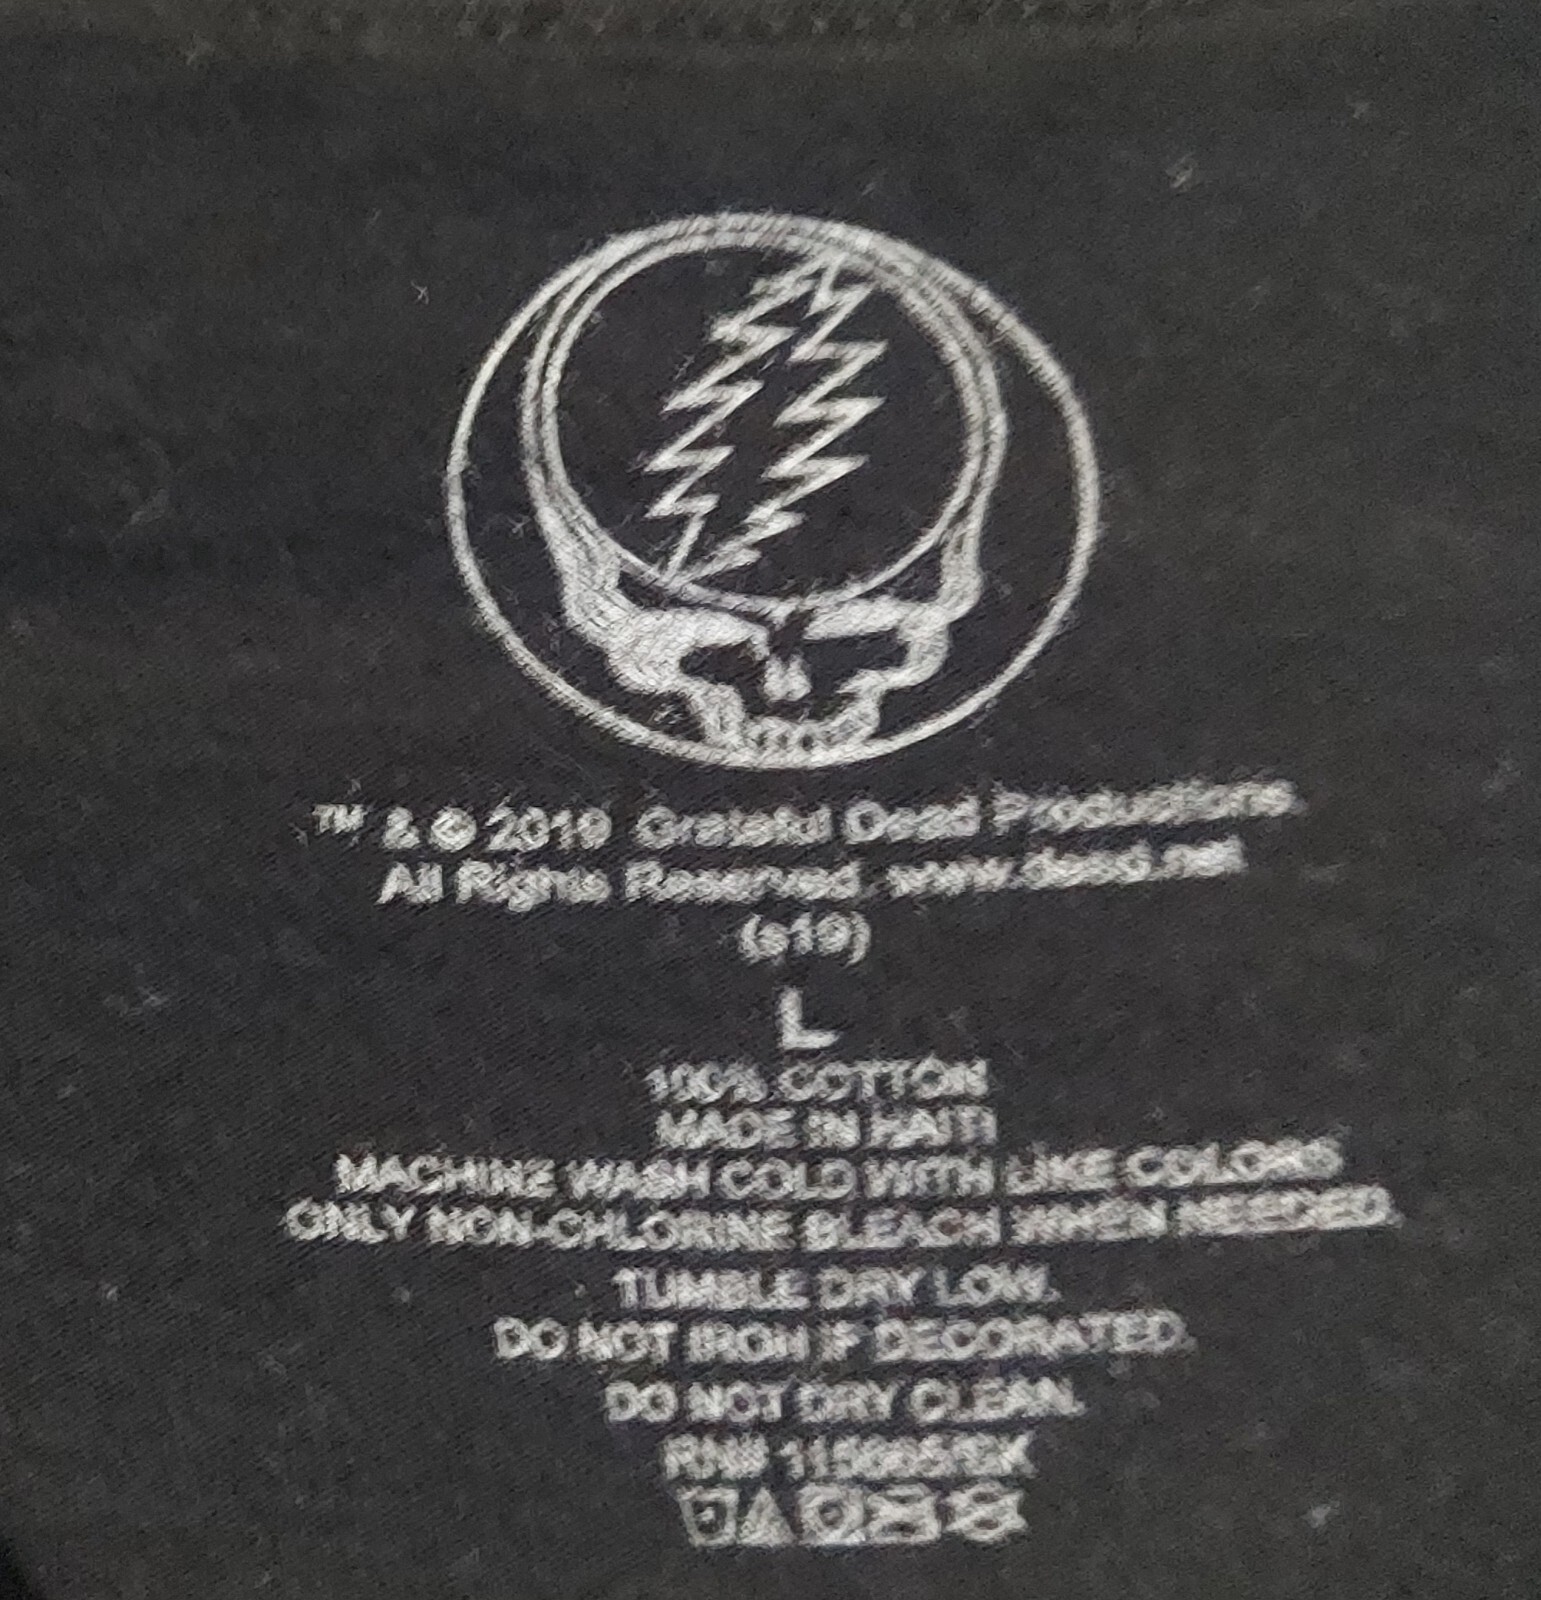 TM & © 2019 Grateful Dead Productions.
All Rights Reserved. www.dead.net
(s19)
L
100% COTTON
MADE IN HAITI
MACHINE WASH COLD WITH LIKE COLORS
ONLY NON-CHLORINE BLEACH WHEN NEEDED.
TUMBLE DRY LOW.
DO NOT IRON IF DECORATED.
DO NOT DRY CLEAN.
RN#